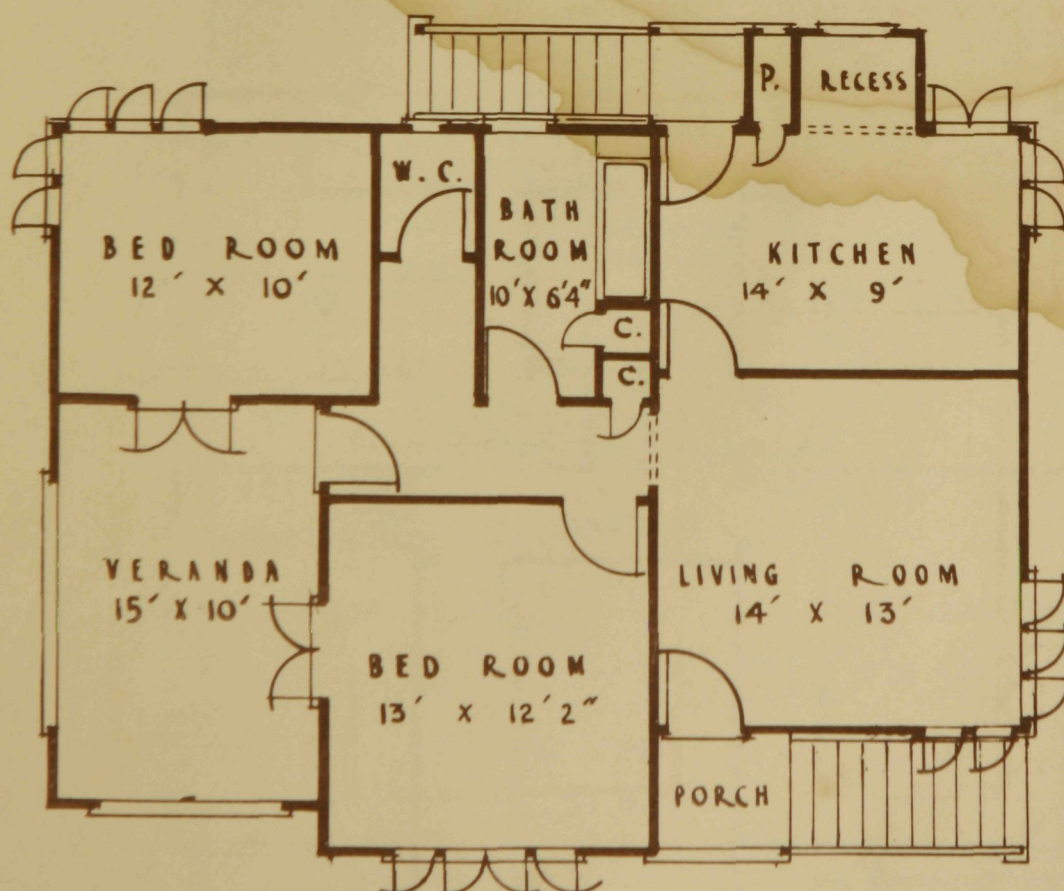 P.
RECESS
W. C.
BATH
ROOM
10' X 6'4"
BED ROOM
12' X 10'
KITCHEN
14' X 9'
C.
C.
VERANDA
15' X 10'
LIVING ROOM
14' X 13'
BED ROOM
13' X 12' 2"
PORCH